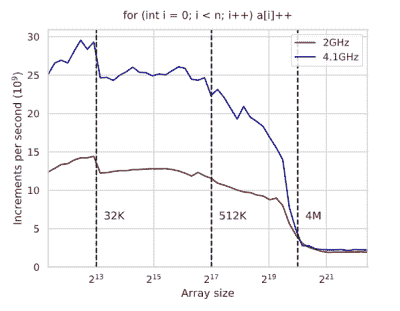 for (int i = 0; i < n; i++) a[i]++
2GHz
4.1GHz
30
25
20
15
10
5
0
Increments per second (10⁹)
32K
512K
4M
2¹³
2¹⁵
2¹⁷
2¹⁹
2²¹
Array size